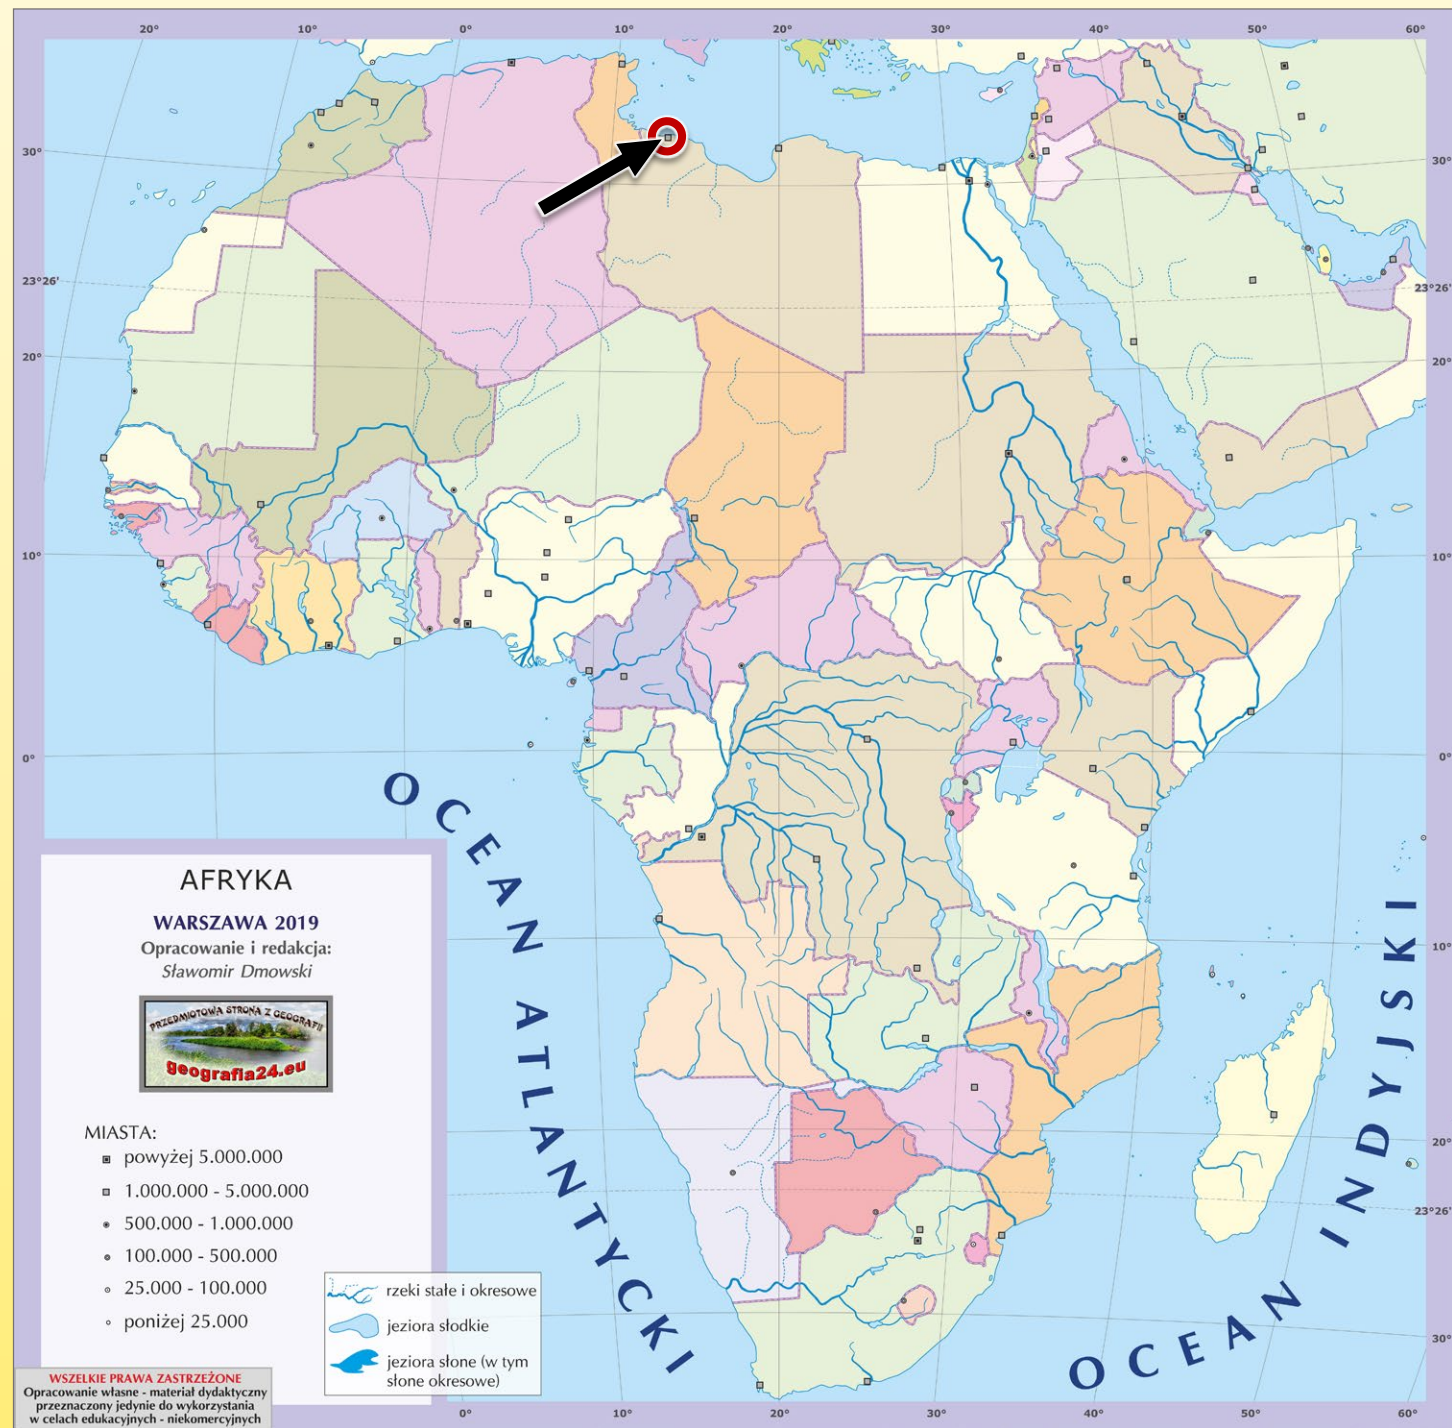 20° 10° 0° 10° 20° 30° 40° 50° 60°
30° 30°
23°26' 23°26'
20° 20°
10° 10°
0° 0°
10°
20°
23°26'
30°
OCEAN ATLANTYCKI
OCEAN INDYJSKI
AFRYKA
WARSZAWA 2019
Opracowanie i redakcja:
Sławomir Dmowski
PRZEDMIOTOWA STRONA Z GEOGRAFII
geografia24.eu
MIASTA:
powyżej 5.000.000
1.000.000 - 5.000.000
500.000 - 1.000.000
100.000 - 500.000
25.000 - 100.000
poniżej 25.000
rzeki stałe i okresowe
jeziora słodkie
jeziora słone (w tym
słone okresowe)
WSZELKIE PRAWA ZASTRZEŻONE
Opracowanie własne - materiał dydaktyczny
przeznaczony jedynie do wykorzystania
w celach edukacyjnych - niekomercyjnych
0° 10° 20° 30° 40° 50° 60°